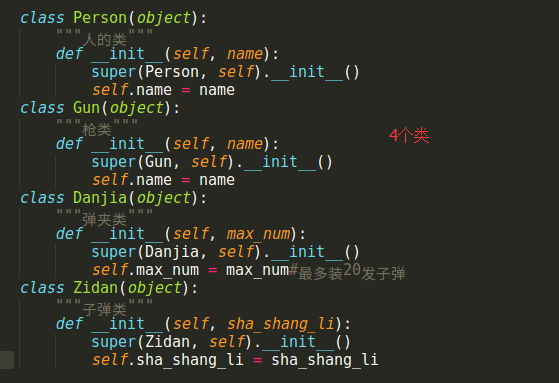 class Person(object):
    """人的类"""
    def __init__(self, name):
        super(Person, self).__init__()
        self.name = name
class Gun(object):
    """枪类"""
    def __init__(self, name):
        super(Gun, self).__init__()
        self.name = name
class Danjia(object):
    """弹夹类"""
    def __init__(self, max_num):
        super(Danjia, self).__init__()
        self.max_num = max_num#最多装20发子弹
class Zidan(object):
    """子弹类"""
    def __init__(self, sha_shang_li):
        super(Zidan, self).__init__()
        self.sha_shang_li = sha_shang_li
4个类